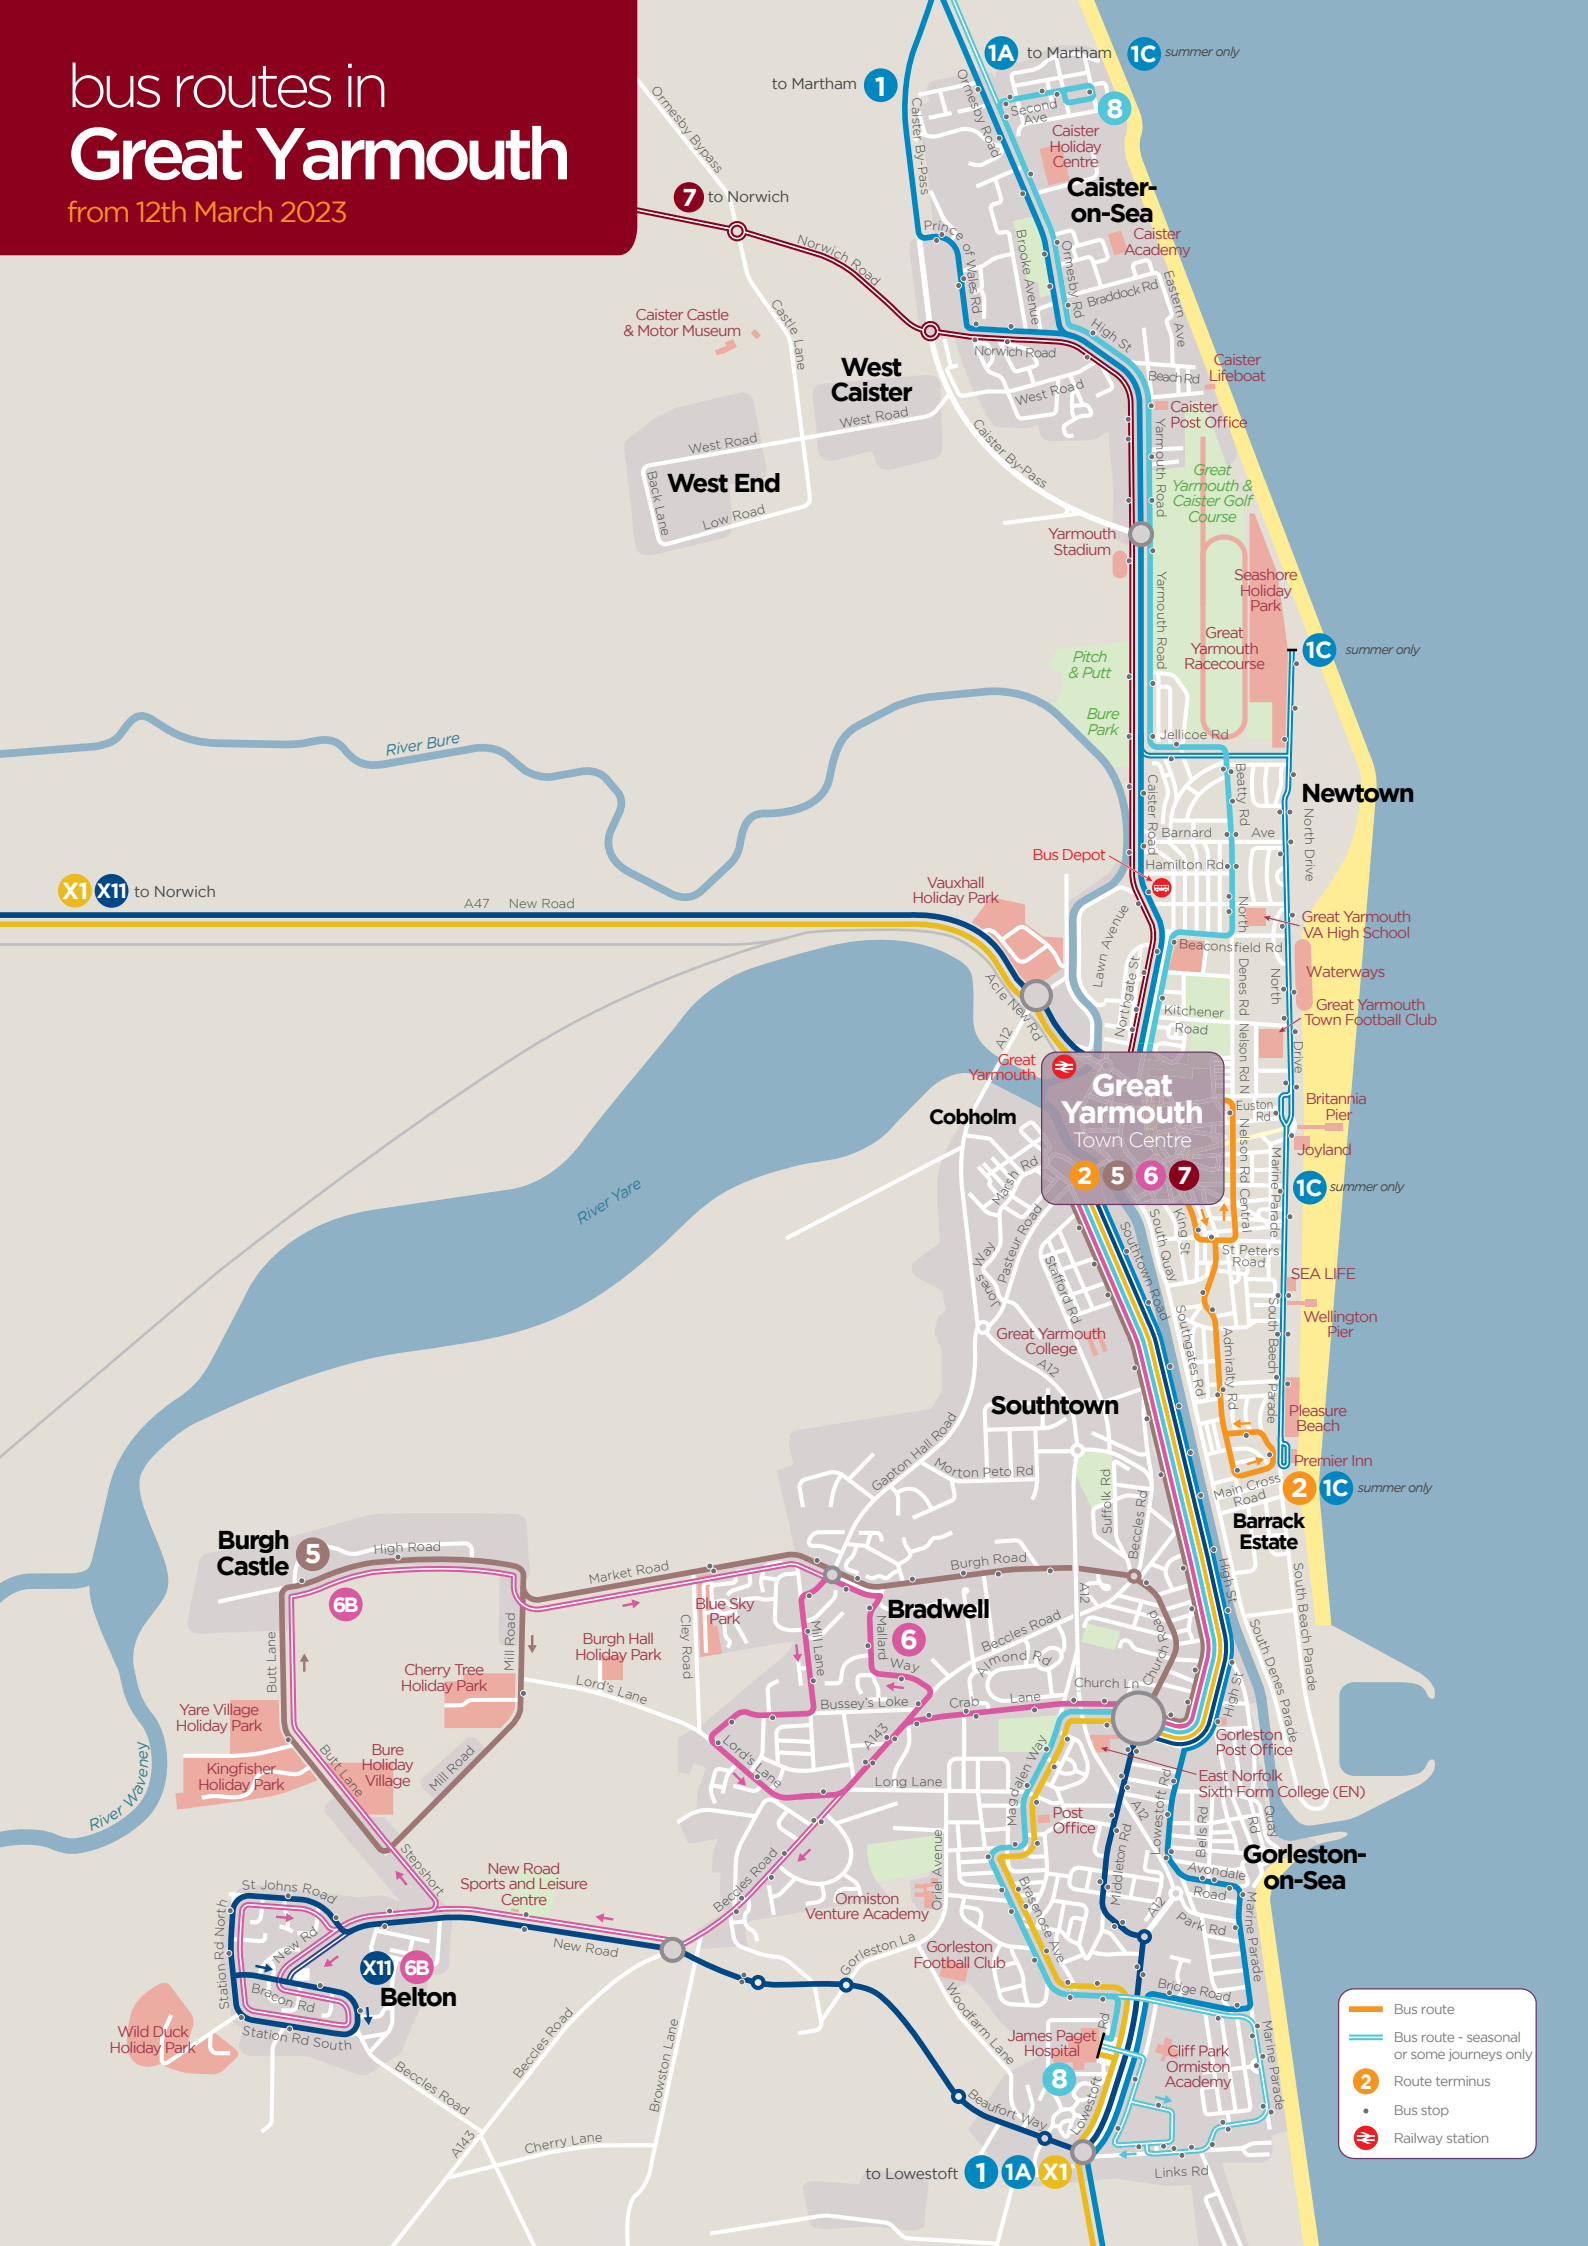 bus routes in
Great Yarmouth
from 12th March 2023
1A to Martham 1C summer only
to Martham 1
8
Ormesby Bypass
Caister By-Pass
Ormesby Road
Second
Ave
Caister
Holiday
Centre
Caister-
on-Sea
7 to Norwich
Norwich Road
Prince of Wales Rd
Brooke Avenue
Ormesby Rd
Caister
Academy
Braddock Rd
Eastern Ave
Caister Castle
& Motor Museum
Castle Lane
High St
Norwich Road
West
Caister
West Road
Beach Rd
Caister
Lifeboat
Caister
Post Office
West Road
West Road
West End
Back Lane
Low Road
Caister By-Pass
Yarmouth Road
Great
Yarmouth &
Caister Golf
Course
Yarmouth
Stadium
Yarmouth Road
Seashore
Holiday
Park
Great
Yarmouth
Racecourse
1C summer only
Pitch
& Putt
Bure
Park
Jellicoe Rd
River Bure
Newtown
Caister Road
Beatty Rd
North Drive
Barnard Ave
Hamilton Rd
Bus Depot
X1 X11 to Norwich
A47 New Road
Vauxhall
Holiday Park
Lawn Avenue
North
Denes Rd
Great Yarmouth
VA High School
Beaconsfield Rd
Waterways
Northgate St
North
Drive
Acle New Rd
A12
Kitchener
Road
Great Yarmouth
Town Football Club
Nelson Rd N
Great
Yarmouth
Great
Yarmouth
Town Centre
2 5 6 7
Cobholm
Euston
Rd
Britannia
Pier
Joyland
Nelson Rd Central
Marine Parade
1C summer only
Marsh Rd
River Yare
Pasteur Road
Jones Way
Stafford Rd
Southtown Road
South Quay
King St
St Peters
Road
SEA LIFE
Wellington
Pier
South Baech Parade
Southgates Rd
Admiralty Rd
Great Yarmouth
College
A12
Southtown
Pleasure
Beach
Gapton Hall Road
Morton Peto Rd
Suffolk Rd
Beccles Rd
Premier Inn
Main Cross
Road
2 1C summer only
Barrack
Estate
Burgh
Castle
5
High Road
Market Road
Burgh Road
A12
High St
6B
Blue Sky
Park
Bradwell
6
Beccles Road
Church Road
South Denes Parade
South Beach Parade
Butt Lane
Mill Road
Burgh Hall
Holiday Park
Cley Road
Mill Lane
Mallard
Way
Almond Rd
Cherry Tree
Holiday Park
Lord's Lane
Bussey's Loke
Crab Lane
Church Ln
High St
Yare Village
Holiday Park
Kingfisher
Holiday Park
Butt Lane
Bure
Holiday
Village
Mill Road
Lord's Lane
A143
Long Lane
Magdalen Way
Gorleston
Post Office
East Norfolk
Sixth Form College (EN)
River Waveney
Post
Office
A12
Lowestoft Rd
Bells Rd
Quay
Rd
Middleton Rd
Gorleston-
on-Sea
Stepshort
New Road
Sports and Leisure
Centre
Beccles Road
Oriel Avenue
Ormiston
Venture Academy
Brasenose Ave
Avondale
Road
A12
Park Rd
Marine Parade
St Johns Road
New Rd
Station Rd North
Bracon Rd
Station Rd South
New Road
X11 6B
Belton
Gorleston La
Gorleston
Football Club
Woodfarm Lane
Bridge Road
Wild Duck
Holiday Park
Beccles Road
Beccles Road
Browston Lane
A143
Cherry Lane
James Paget
Hospital
8
Rd
Lowestoft
Cliff Park
Ormiston
Academy
Marine Parade
Beaufort Way
Links Rd
to Lowestoft 1 1A X1
Bus route
Bus route - seasonal
or some journeys only
2 Route terminus
Bus stop
Railway station